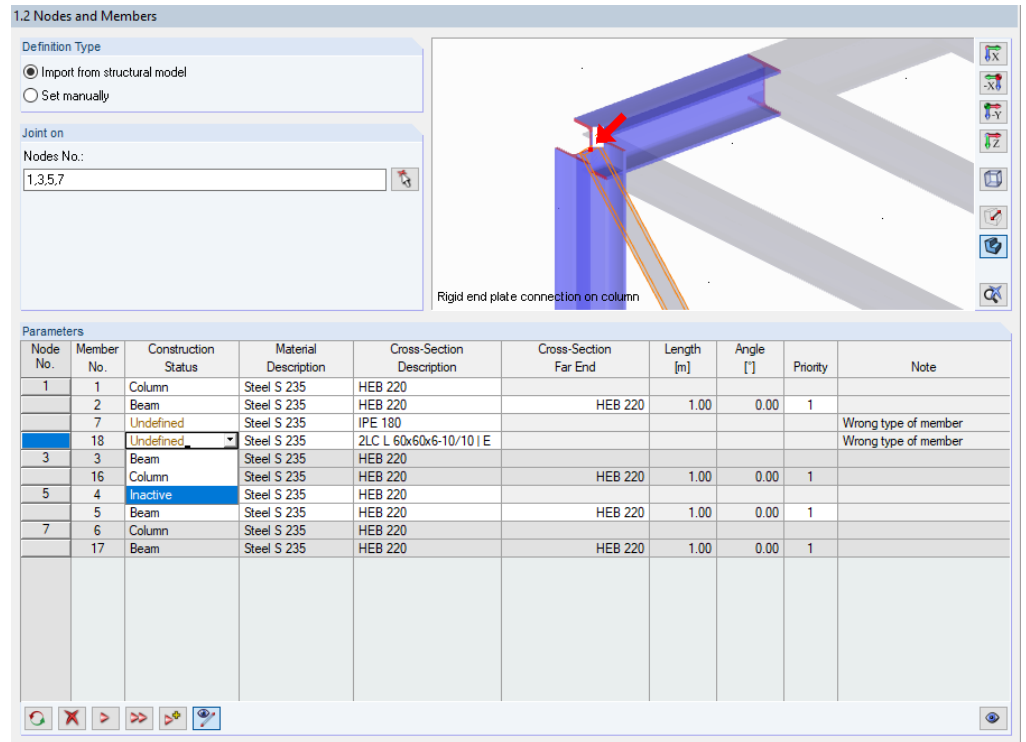 1.2 Nodes and Members
Definition Type
Import from structural model
Set manually
Joint on
Nodes No.:
1,3,5,7
Rigid end plate connection on column
X
-X
-Y
Z
Parameters
Node No. Member No. Construction Status Material Description Cross-Section Description Cross-Section Far End Length [m] Angle [°] Priority Note
1 1 Column Steel S 235 HEB 220
2 Beam Steel S 235 HEB 220 HEB 220 1.00 0.00 1
7 Undefined Steel S 235 IPE 180 Wrong type of member
18 Undefined Steel S 235 2LC L 60x60x6-10/10 | E Wrong type of member
3 3 Beam Steel S 235 HEB 220
16 Column Steel S 235 HEB 220 HEB 220 1.00 0.00 1
5 4 Inactive Steel S 235 HEB 220
5 Beam Steel S 235 HEB 220 HEB 220 1.00 0.00 1
7 6 Column Steel S 235 HEB 220
17 Beam Steel S 235 HEB 220 HEB 220 1.00 0.00 1